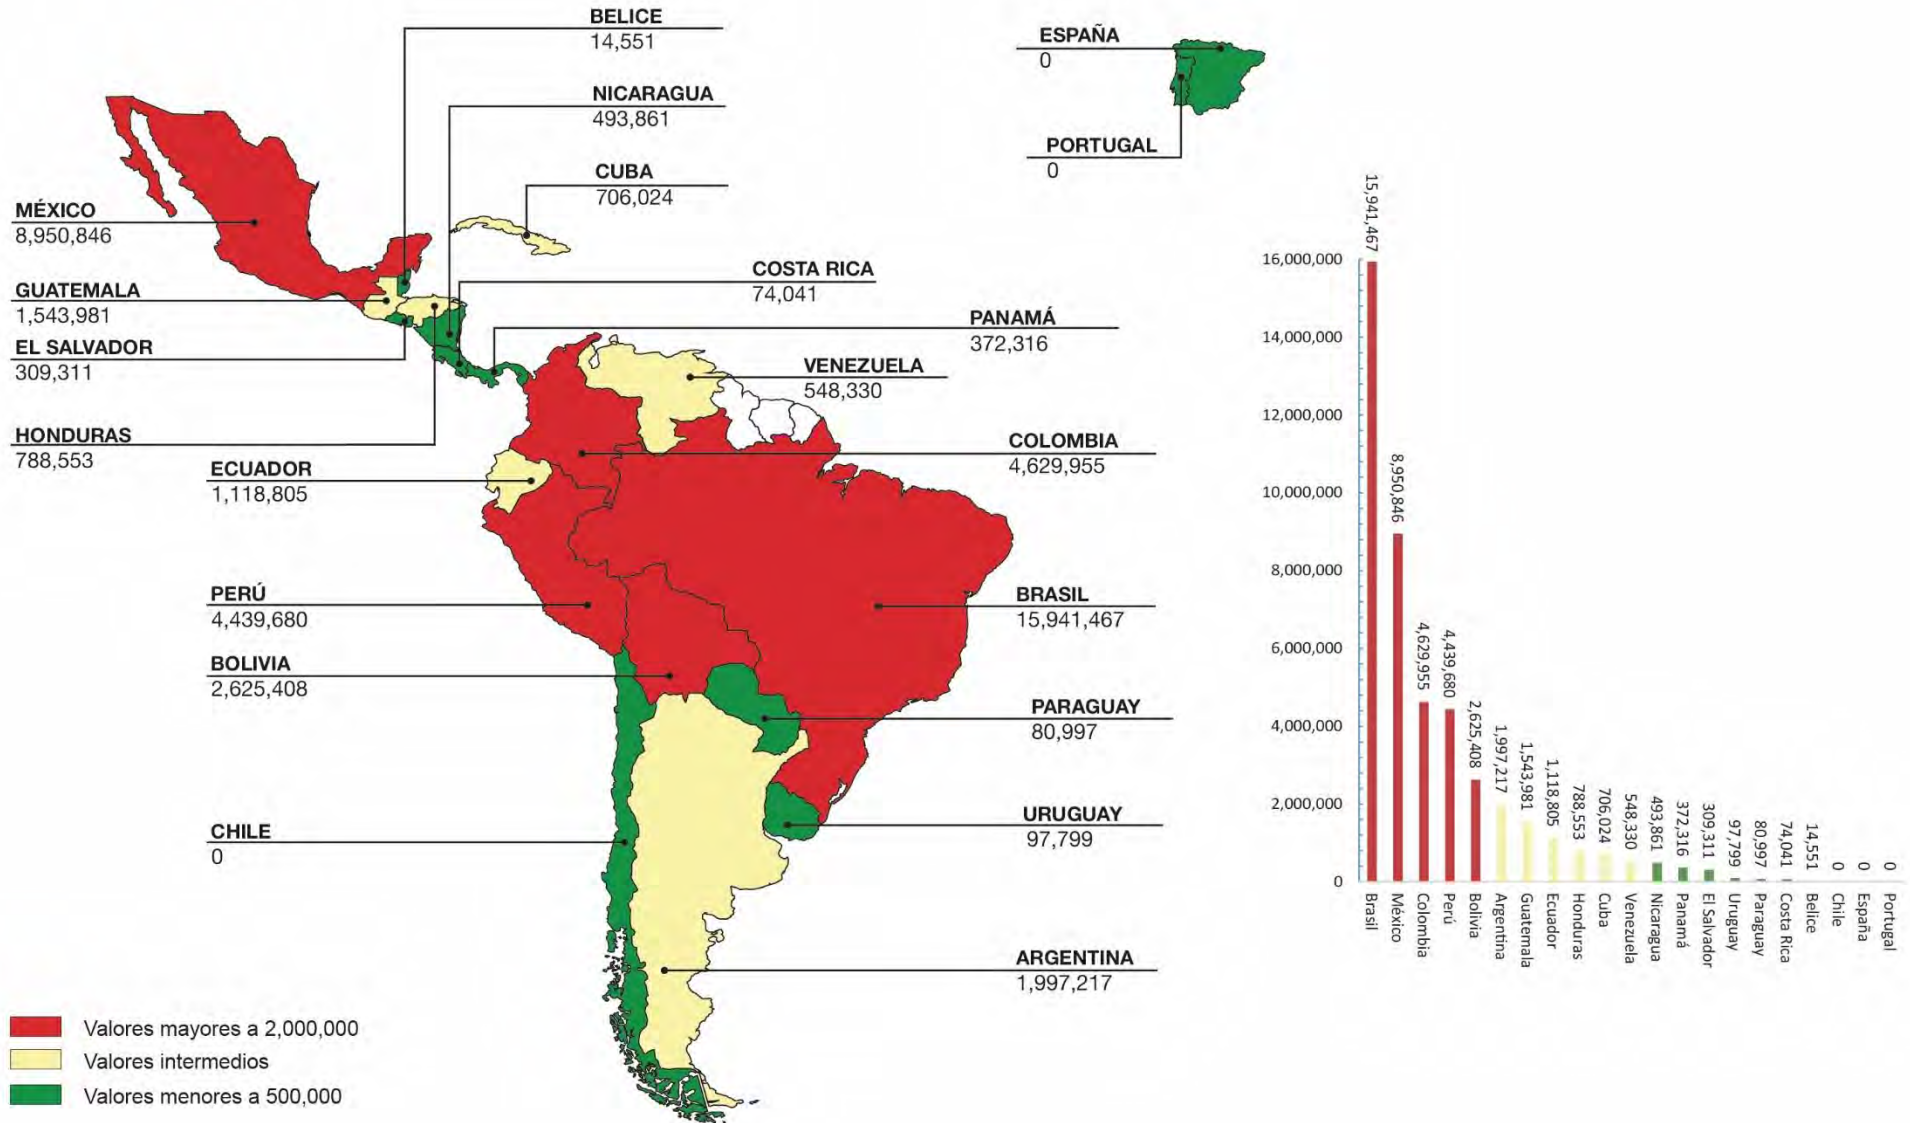 BELICE
14,551
NICARAGUA
493,861
CUBA
706,024
MÉXICO
8,950,846
COSTA RICA
74,041
GUATEMALA
1,543,981
PANAMÁ
372,316
EL SALVADOR
309,311
VENEZUELA
548,330
HONDURAS
788,553
COLOMBIA
4,629,955
ECUADOR
1,118,805
PERÚ
4,439,680
BRASIL
15,941,467
BOLIVIA
2,625,408
PARAGUAY
80,997
URUGUAY
97,799
CHILE
0
ARGENTINA
1,997,217
ESPAÑA
0
PORTUGAL
0
Valores mayores a 2,000,000
Valores intermedios
Valores menores a 500,000
16,000,000
14,000,000
12,000,000
10,000,000
8,000,000
6,000,000
4,000,000
2,000,000
0
15,941,467
8,950,846
4,629,955
4,439,680
2,625,408
1,997,217
1,543,981
1,118,805
788,553
706,024
548,330
493,861
372,316
309,311
97,799
80,997
74,041
14,551
0
0
0
Brasil
México
Colombia
Perú
Bolivia
Argentina
Guatemala
Ecuador
Honduras
Cuba
Venezuela
Nicaragua
Panamá
El Salvador
Uruguay
Paraguay
Costa Rica
Belice
Chile
España
Portugal